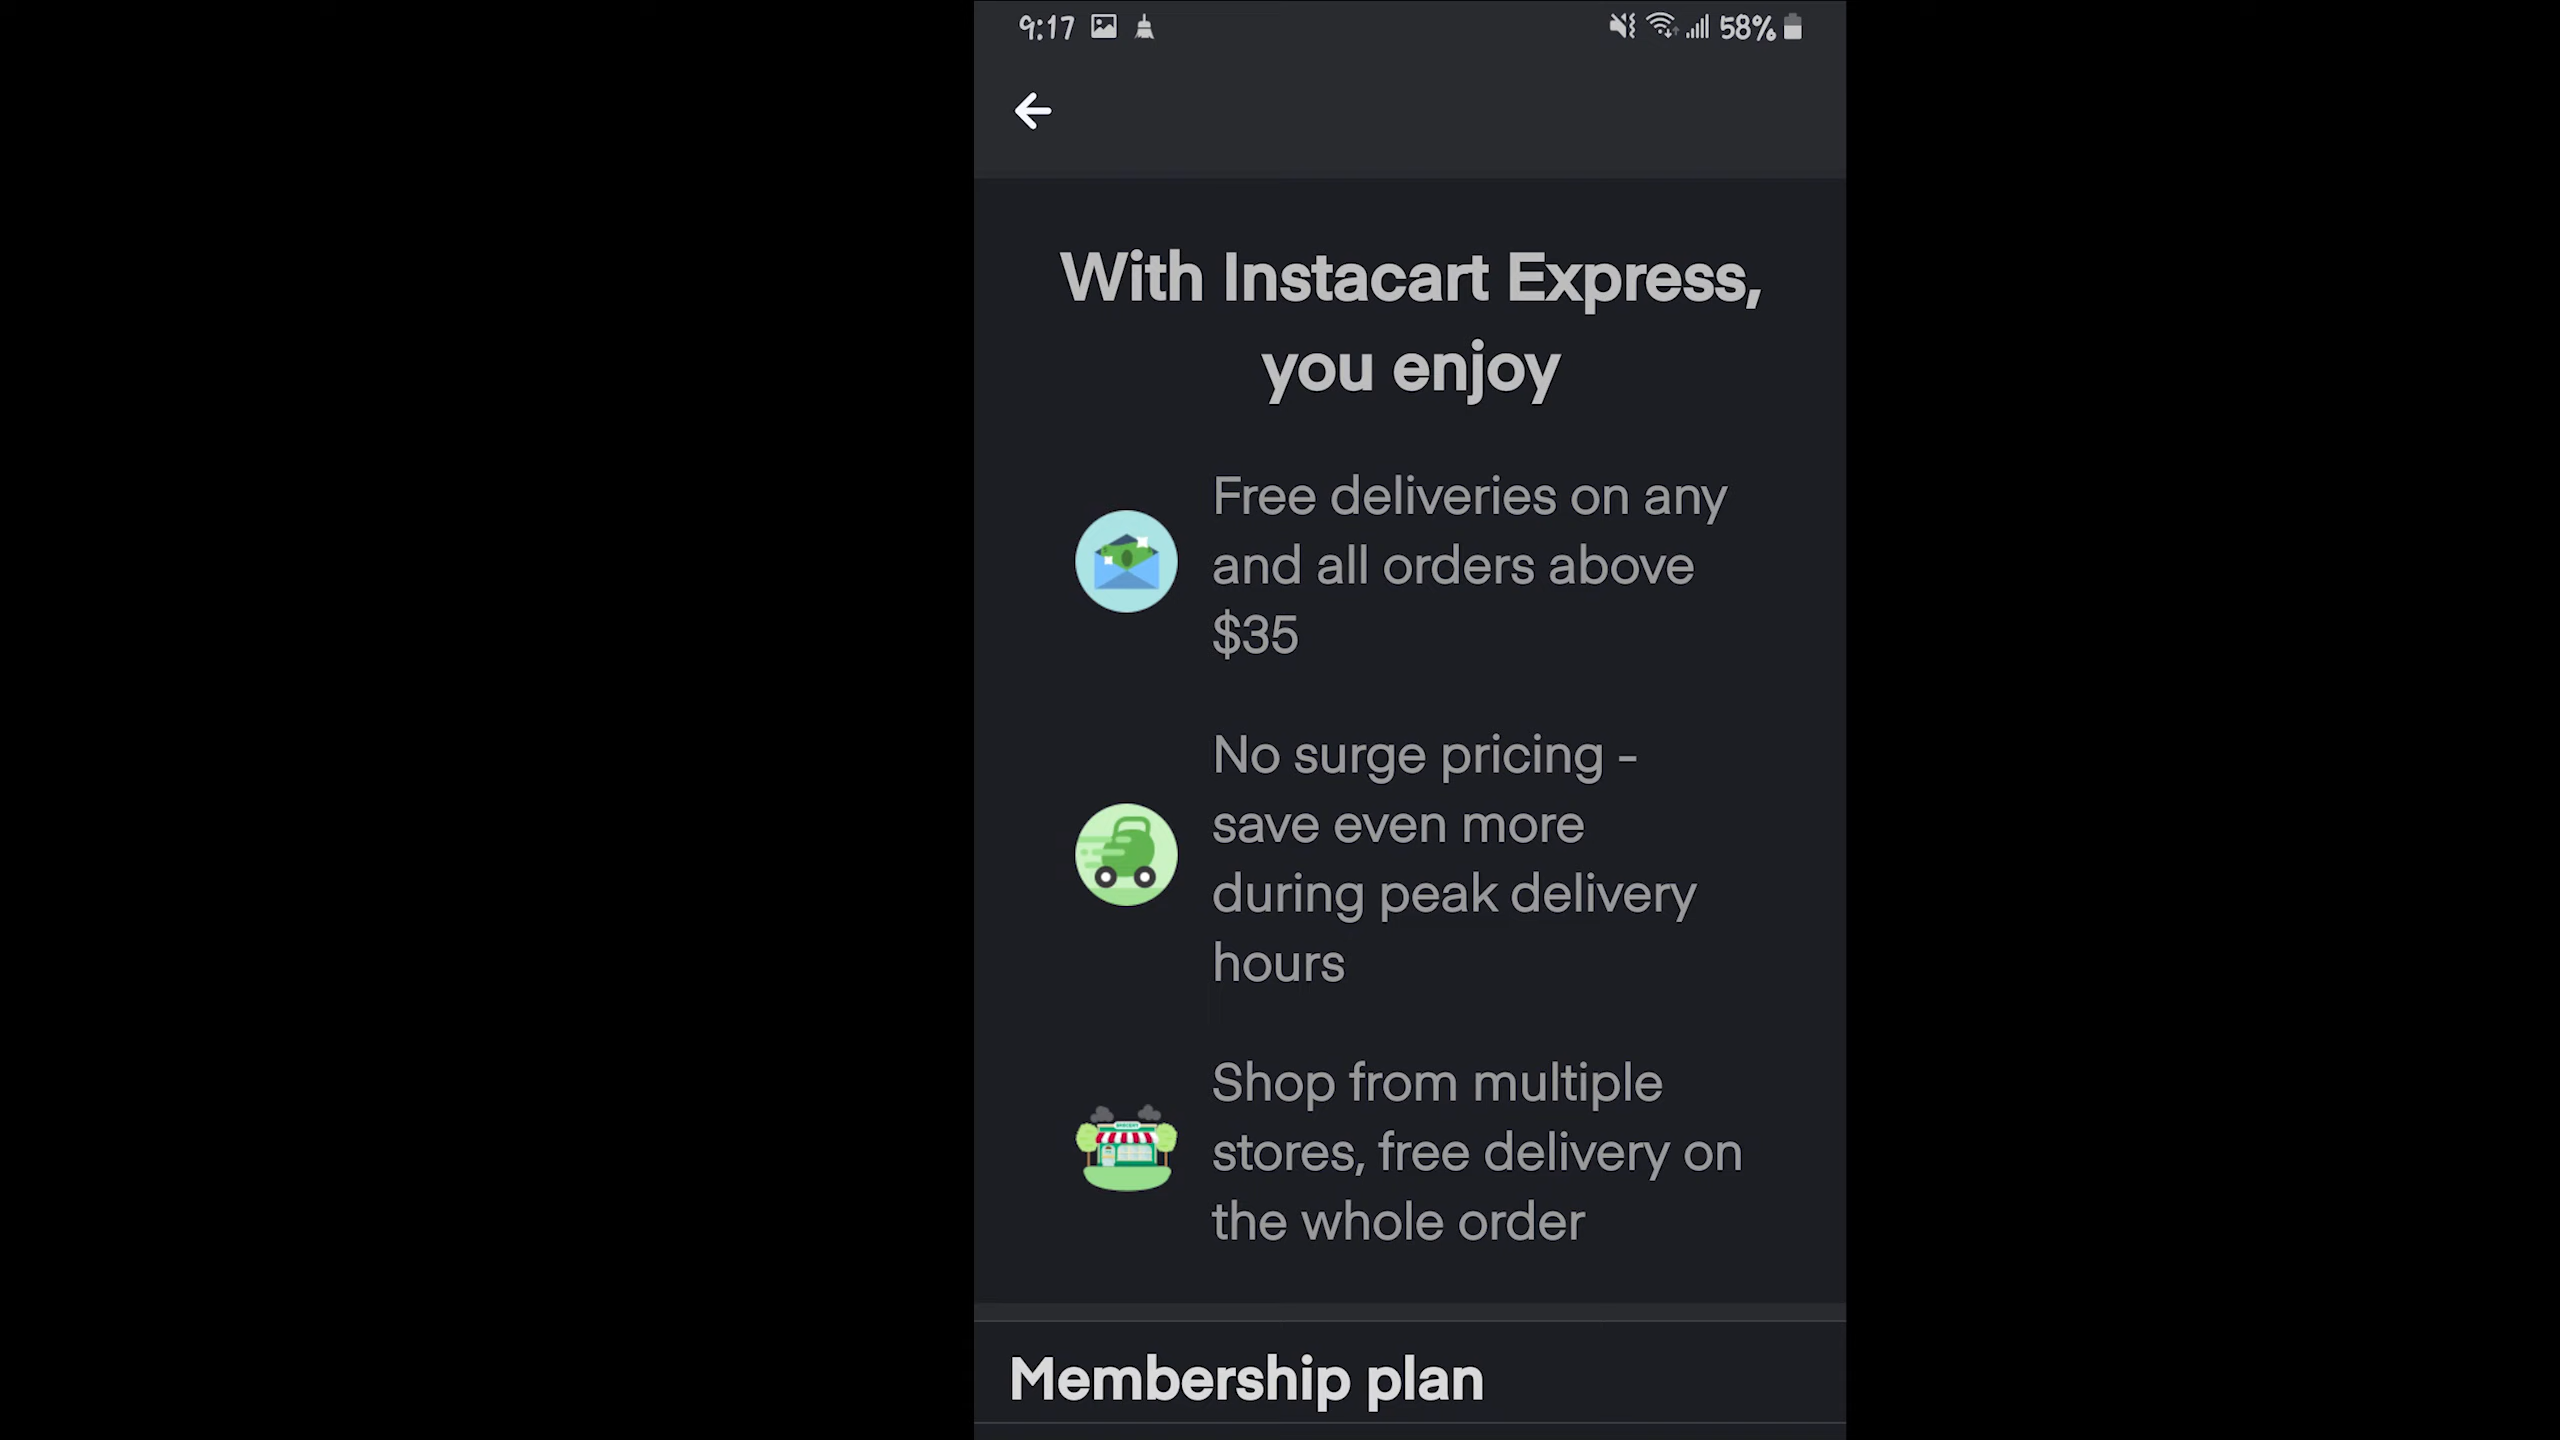 9:17 58%
With Instacart Express,
you enjoy
Free deliveries on any
and all orders above
$35
No surge pricing -
save even more
during peak delivery
hours
Shop from multiple
stores, free delivery on
the whole order
Membership plan